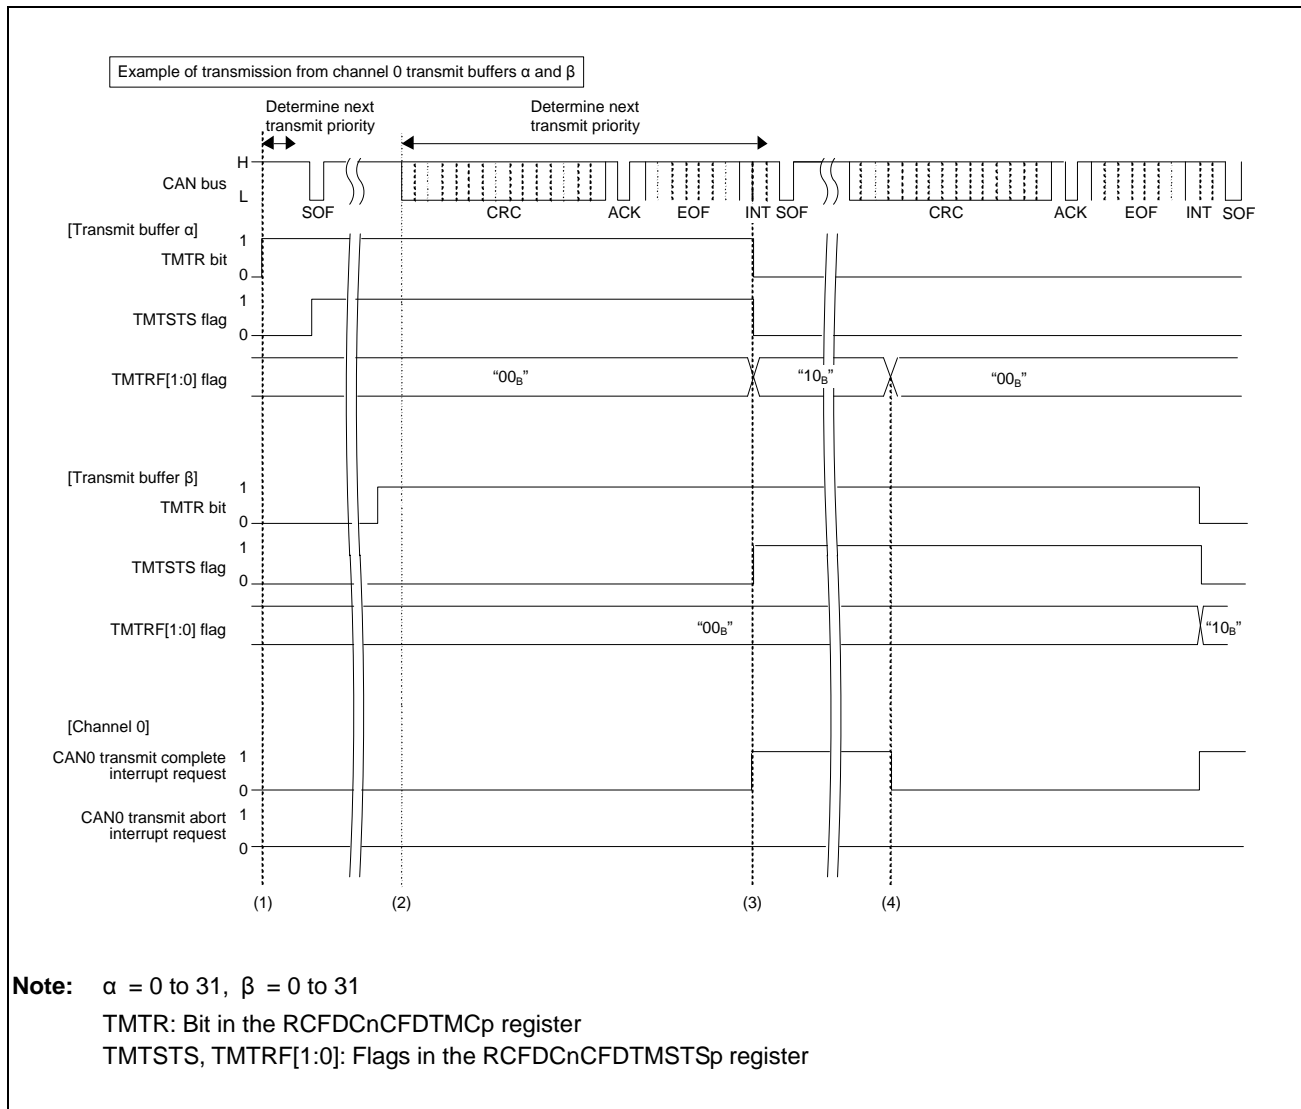 Example of transmission from channel 0 transmit buffers α and β
Determine next
transmit priority
Determine next
transmit priority
H
CAN bus
L
SOF
CRC
ACK
EOF
INT
SOF
CRC
ACK
EOF
INT
SOF
[Transmit buffer α]
1
TMTR bit
0
1
TMTSTS flag
0
TMTRF[1:0] flag
“00B”
“10B”
“00B”
[Transmit buffer β]
1
TMTR bit
0
1
TMTSTS flag
0
TMTRF[1:0] flag
“00B”
“10B”
[Channel 0]
CAN0 transmit complete
interrupt request
1
0
CAN0 transmit abort
interrupt request
1
0
(1)
(2)
(3)
(4)
Note: α = 0 to 31, β = 0 to 31
TMTR: Bit in the RCFDCnCFDTMCp register
TMTSTS, TMTRF[1:0]: Flags in the RCFDCnCFDTMSTSp register